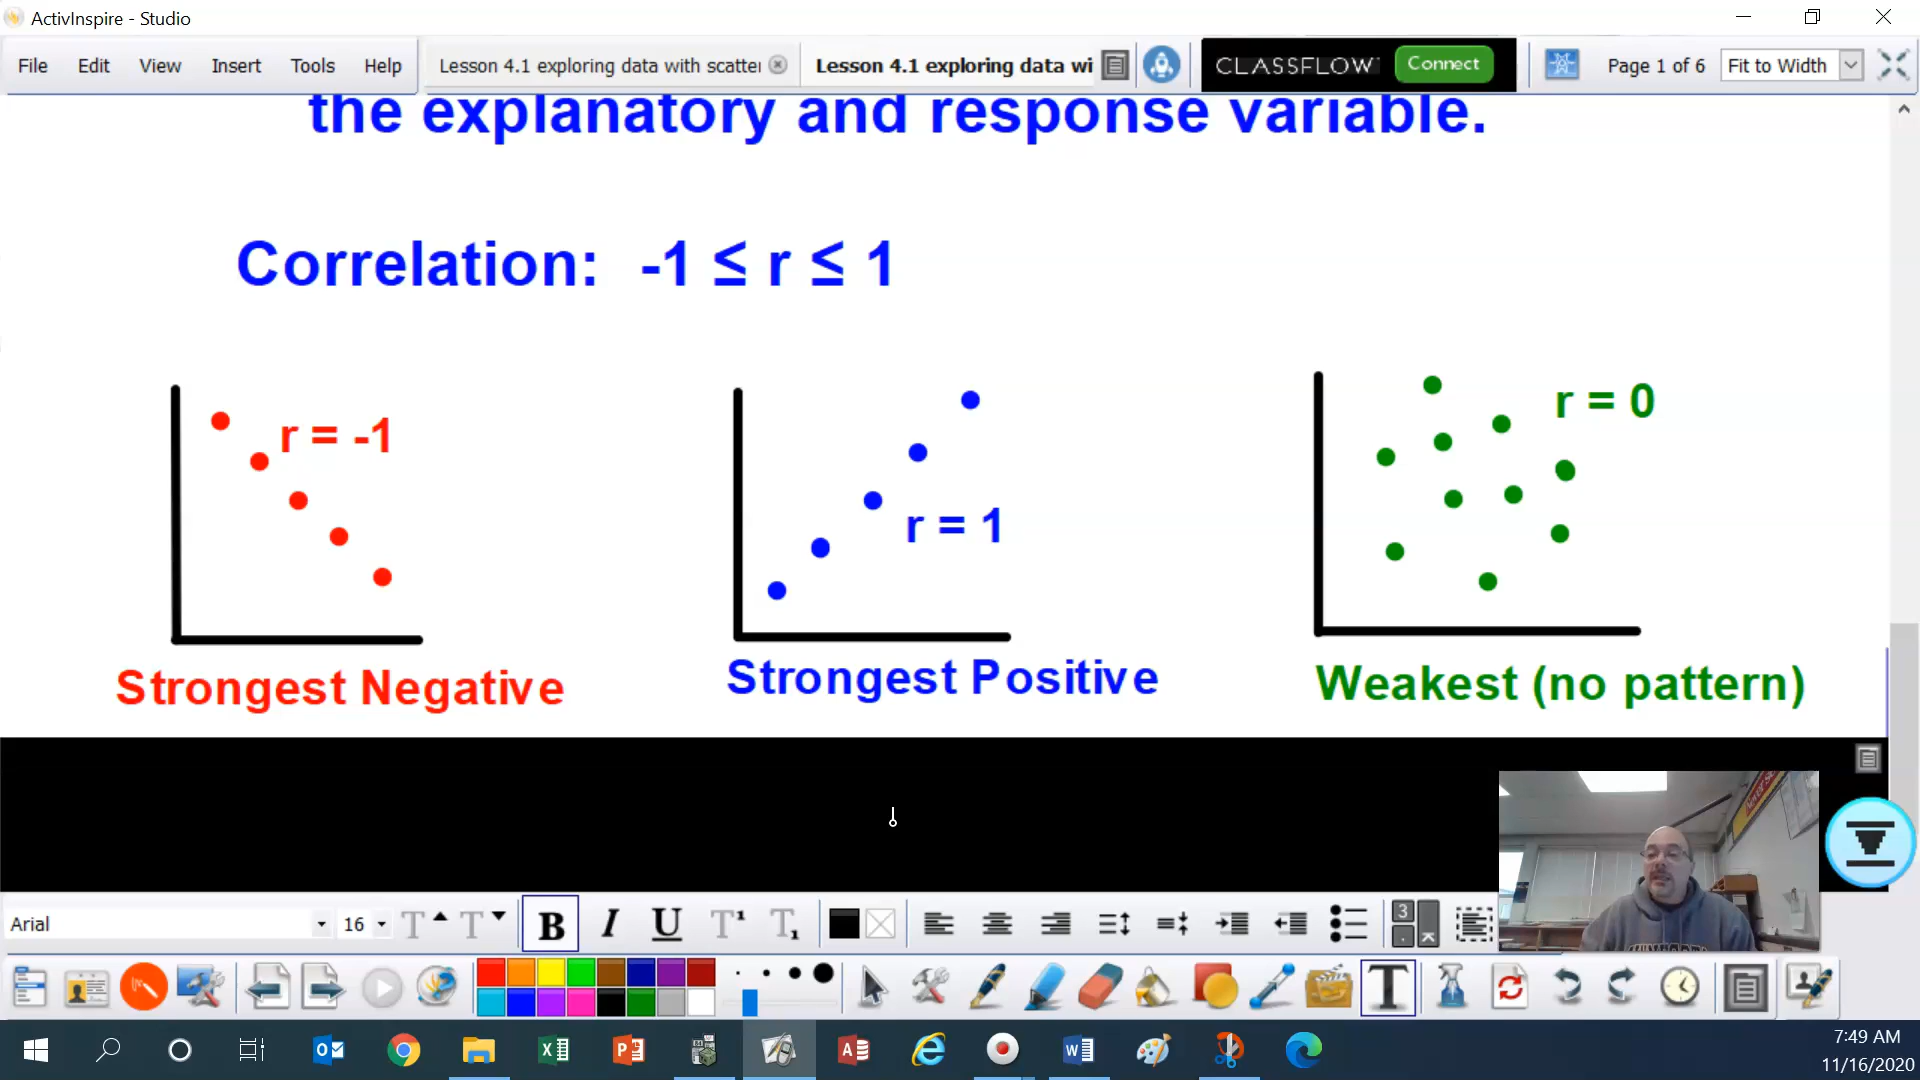 ActivInspire - Studio
File Edit View Insert Tools Help
Lesson 4.1 exploring data with scatter
Lesson 4.1 exploring data wi
CLASSFLOW
Connect
Page 1 of 6
Fit to Width
the explanatory and response variable.
Correlation: -1 ≤ r ≤ 1
r = -1
r = 1
r = 0
Strongest Negative
Strongest Positive
Weakest (no pattern)
Arial
16
B I U
7:49 AM
11/16/2020